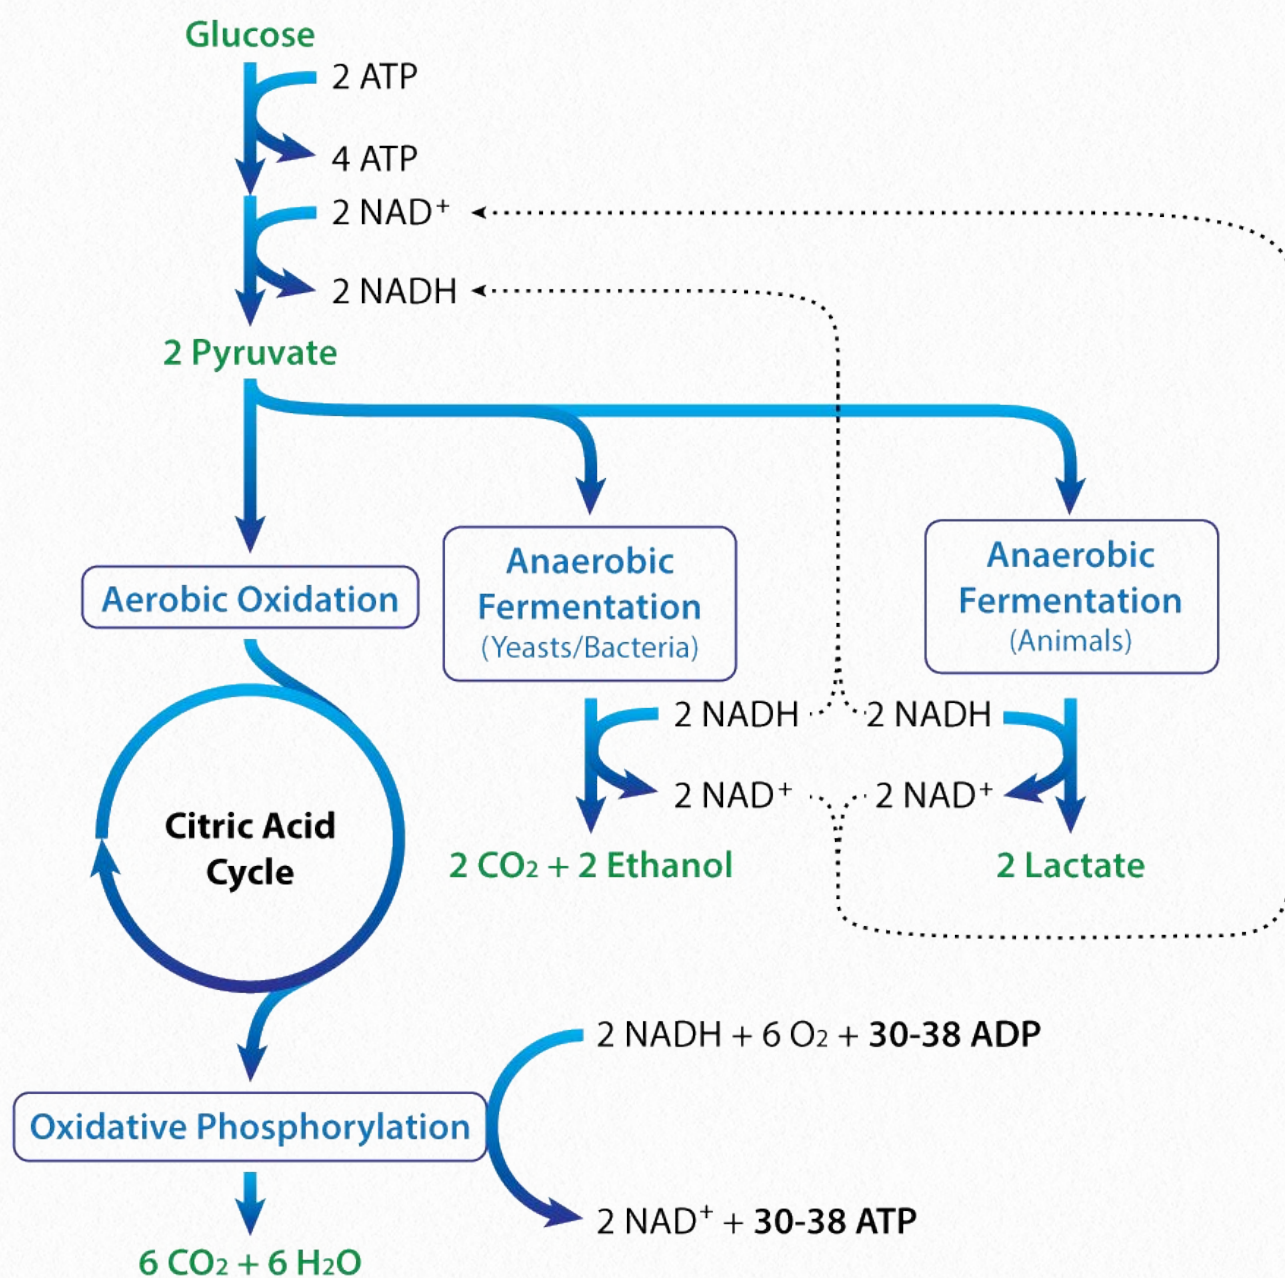 Glucose
2 ATP
4 ATP
2 NAD⁺
2 NADH
2 Pyruvate
Aerobic Oxidation
Anaerobic
Fermentation
(Yeasts/Bacteria)
Anaerobic
Fermentation
(Animals)
2 NADH
2 NADH
2 NAD⁺
2 NAD⁺
2 CO₂ + 2 Ethanol
2 Lactate
Citric Acid
Cycle
2 NADH + 6 O₂ + 30-38 ADP
Oxidative Phosphorylation
2 NAD⁺ + 30-38 ATP
6 CO₂ + 6 H₂O